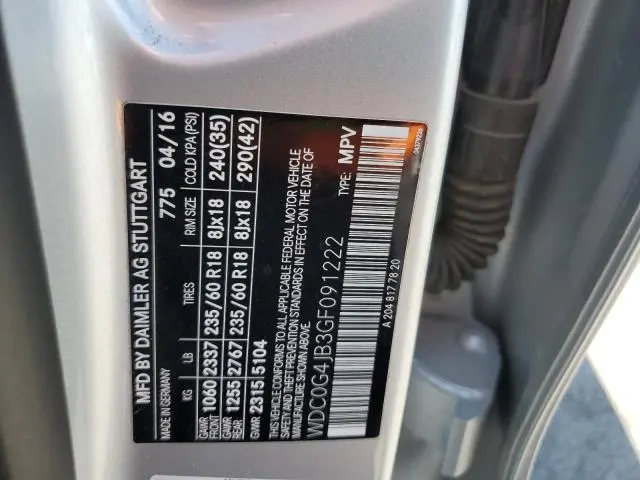 MFD BY DAIMLER AG STUTTGART
MADE IN GERMANY 775 04/16
KG LB TIRES RIM SIZE COLD KPA(PSI)
GAWR FRONT 1060 2337 235/60 R18 8Jx18 240(35)
GAWR REAR 1255 2767 235/60 R18 8Jx18 290(42)
GVWR 2315 5104
THIS VEHICLE CONFORMS TO ALL APPLICABLE FEDERAL MOTOR VEHICLE
SAFETY AND THEFT PREVENTION STANDARDS IN EFFECT ON THE DATE OF
MANUFACTURE SHOWN ABOVE.
WDC0G4JB3GF091222 TYPE: MPV
A 204 817 78 20